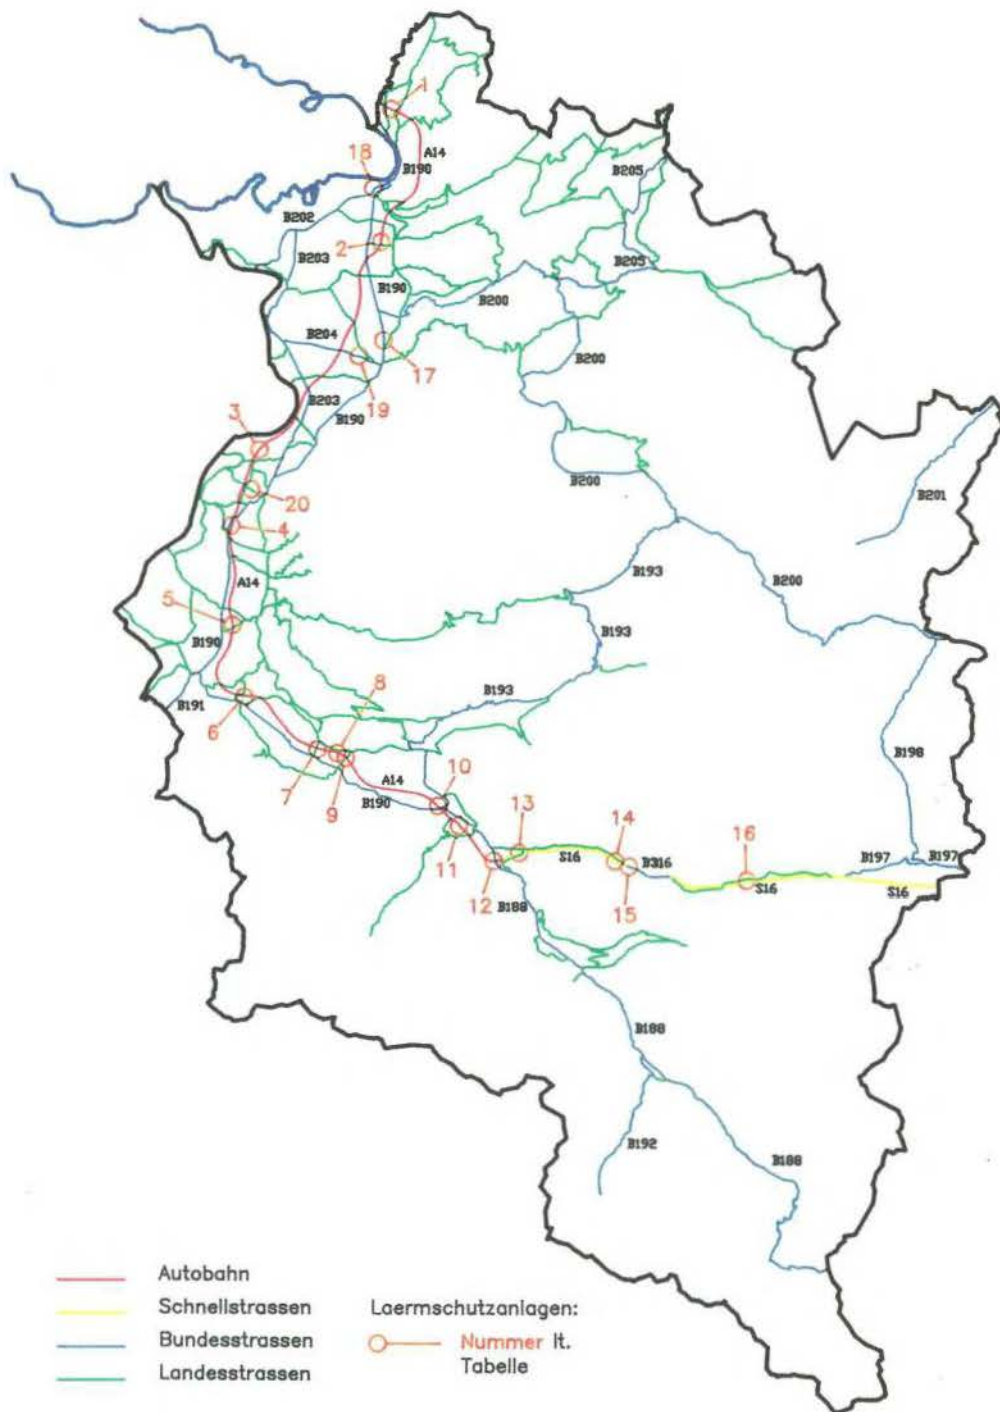 1
A14
18
B190
B205
B202
2
B203
B205
B190
B200
B204
B200
17
19
B203
3
B190
20
B200
B201
4
A14
B193
B200
5
B190
B193
8
B193
B191
6
B198
10
A14
7
B190
9
13
14
16
11
S16
B316
B197
B197
12
15
S16
S16
B188
B188
B192
B188
Autobahn
Schnellstrassen
Bundesstrassen
Landesstrassen
Laermschutzanlagen:
Nummer lt.
Tabelle